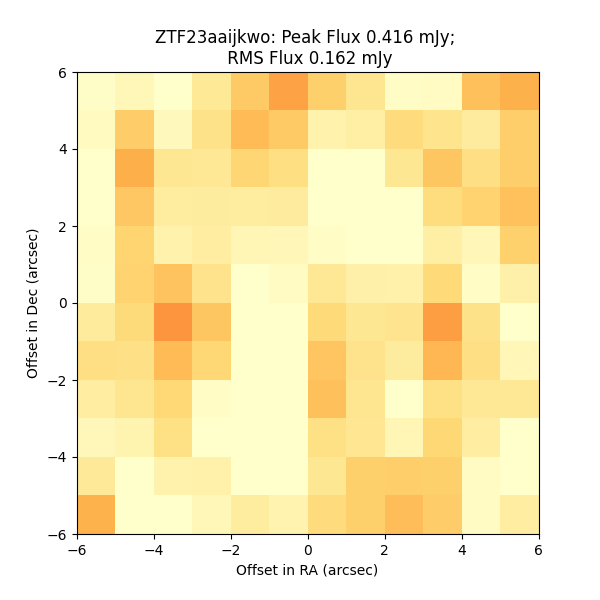 ZTF23aaijkwo: Peak Flux 0.416 mJy;
RMS Flux 0.162 mJy
6
4
2
0
−2
−4
−6
Offset in Dec (arcsec)
−6 −4 −2 0 2 4 6
Offset in RA (arcsec)